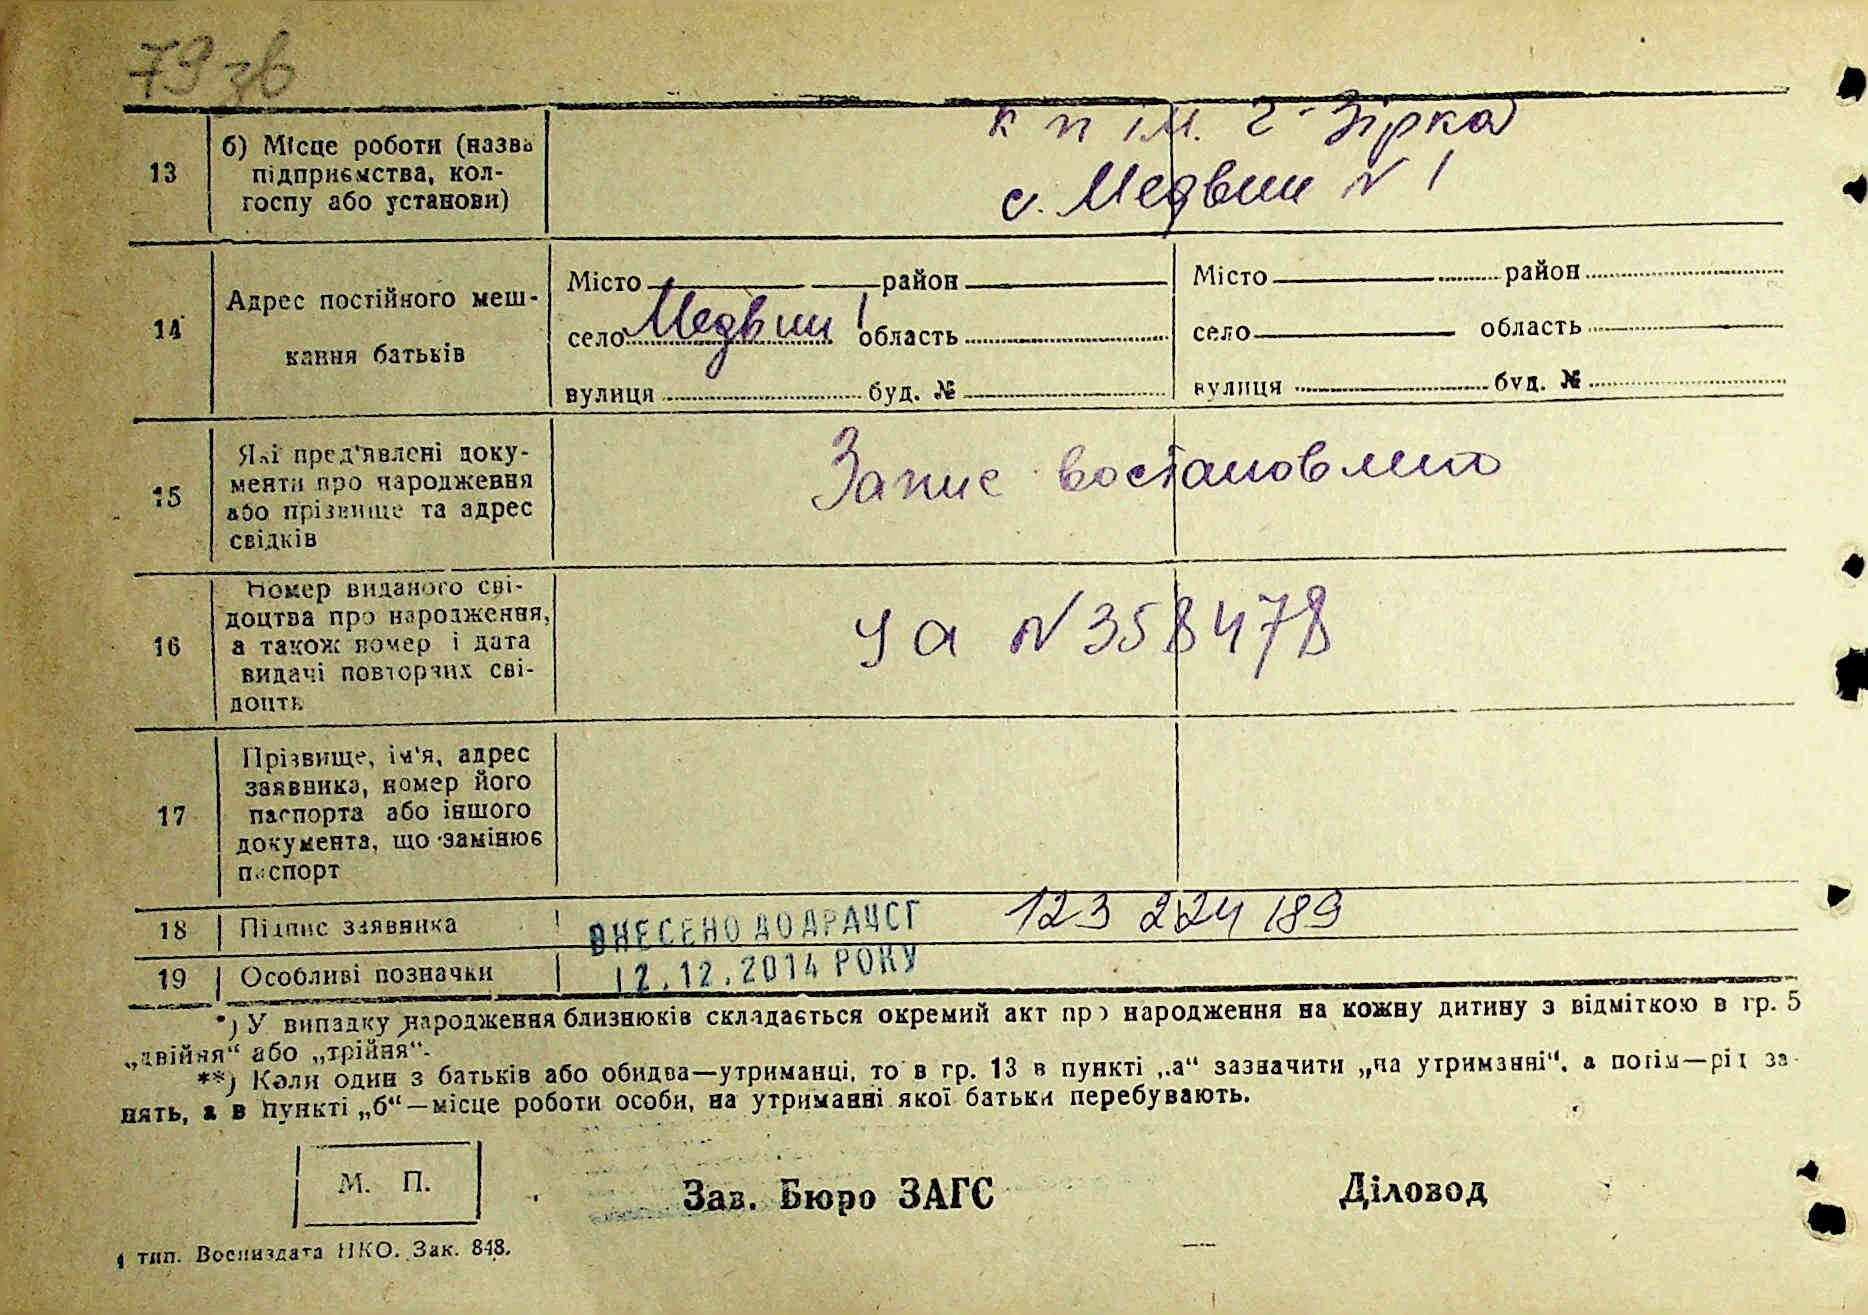 79 зв
13
б) Місце роботи (назва
підприємства, кол-
госпу або установи)
к п ім. Зірка
с. Медвин N 1
14
Адрес постійного меш-
кання батьків
Місто район
село Медвин 1 область
вулиця буд. №
Місто район
село область
вулиця буд. №
15
Які пред'явлені доку-
менти про народження
або прізвище та адрес
свідків
Запис востановлено
16
Номер виданого сві-
доцтва про народження,
а також номер і дата
видачі повторних сві-
доцтв
уа N 358478
17
Прізвище, ім'я, адрес
заявника, номер його
паспорта або іншого
документа, що замінює
паспорт
18
Підпис заявника
ВНЕСЕНО ДО ДРАЦСГ
123 224 189
19
Особливі позначки
12.12.2014 РОКУ
*) У випадку народження близнюків складається окремий акт про народження на кожну дитину з відміткою в гр. 5
„двійня“ або „трійня“.
**) Коли один з батьків або обидва—утриманці, то в гр. 13 в пункті „а“ зазначити „на утриманні“, а потім—рід за-
нять, а в пункті „б“—місце роботи особи, на утриманні якої батьки перебувають.
М. П.
Зав. Бюро ЗАГС
Діловод
1 тип. Воениздата НКО. Зак. 848.